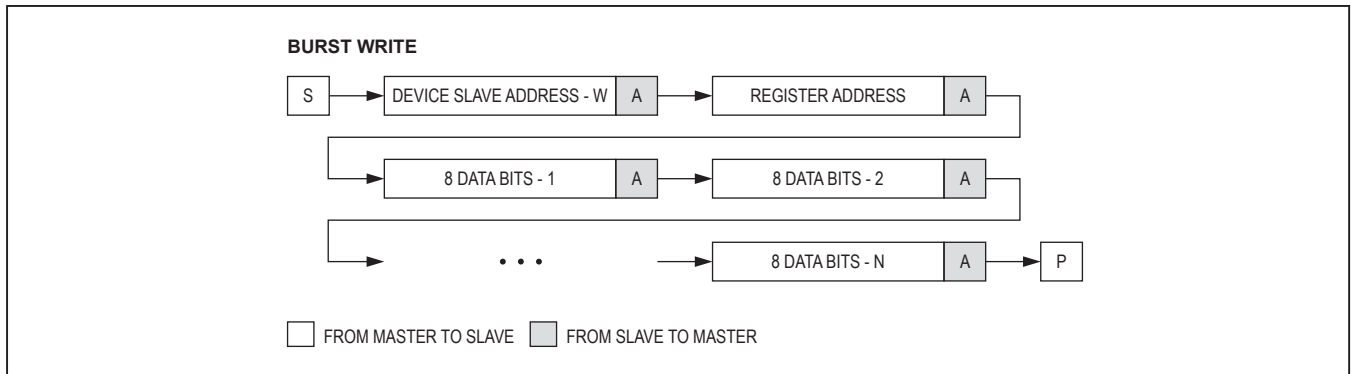 BURST WRITE
S DEVICE SLAVE ADDRESS - W A REGISTER ADDRESS A
8 DATA BITS - 1 A 8 DATA BITS - 2 A
• • • 8 DATA BITS - N A P
FROM MASTER TO SLAVE FROM SLAVE TO MASTER